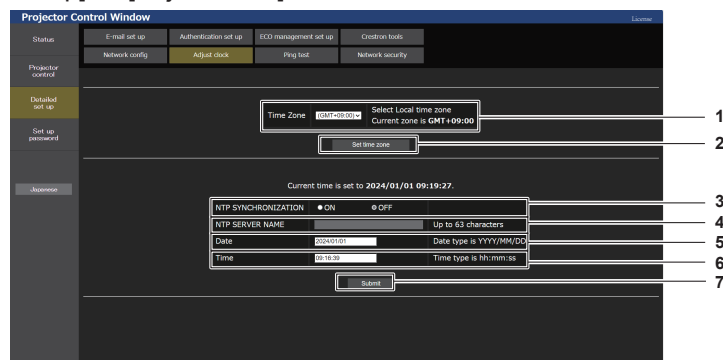 Projector Control Window
License
Status
E-mail set up
Authentication set up
ECO management set up
Crestron tools
Network config
Adjust clock
Ping test
Network security
Projector
control
Detailed
set up
Set up
password
Japanese
Time Zone
(GMT+09:00)
Select Local time zone
Current zone is GMT+09:00
1
Set time zone
2
Current time is set to 2024/01/01 09:19:27.
NTP SYNCHRONIZATION
ON
OFF
3
NTP SERVER NAME
Up to 63 characters
4
Date
2024/01/01
Date type is YYYY/MM/DD
5
Time
09:16:39
Time type is hh:mm:ss
6
Submit
7